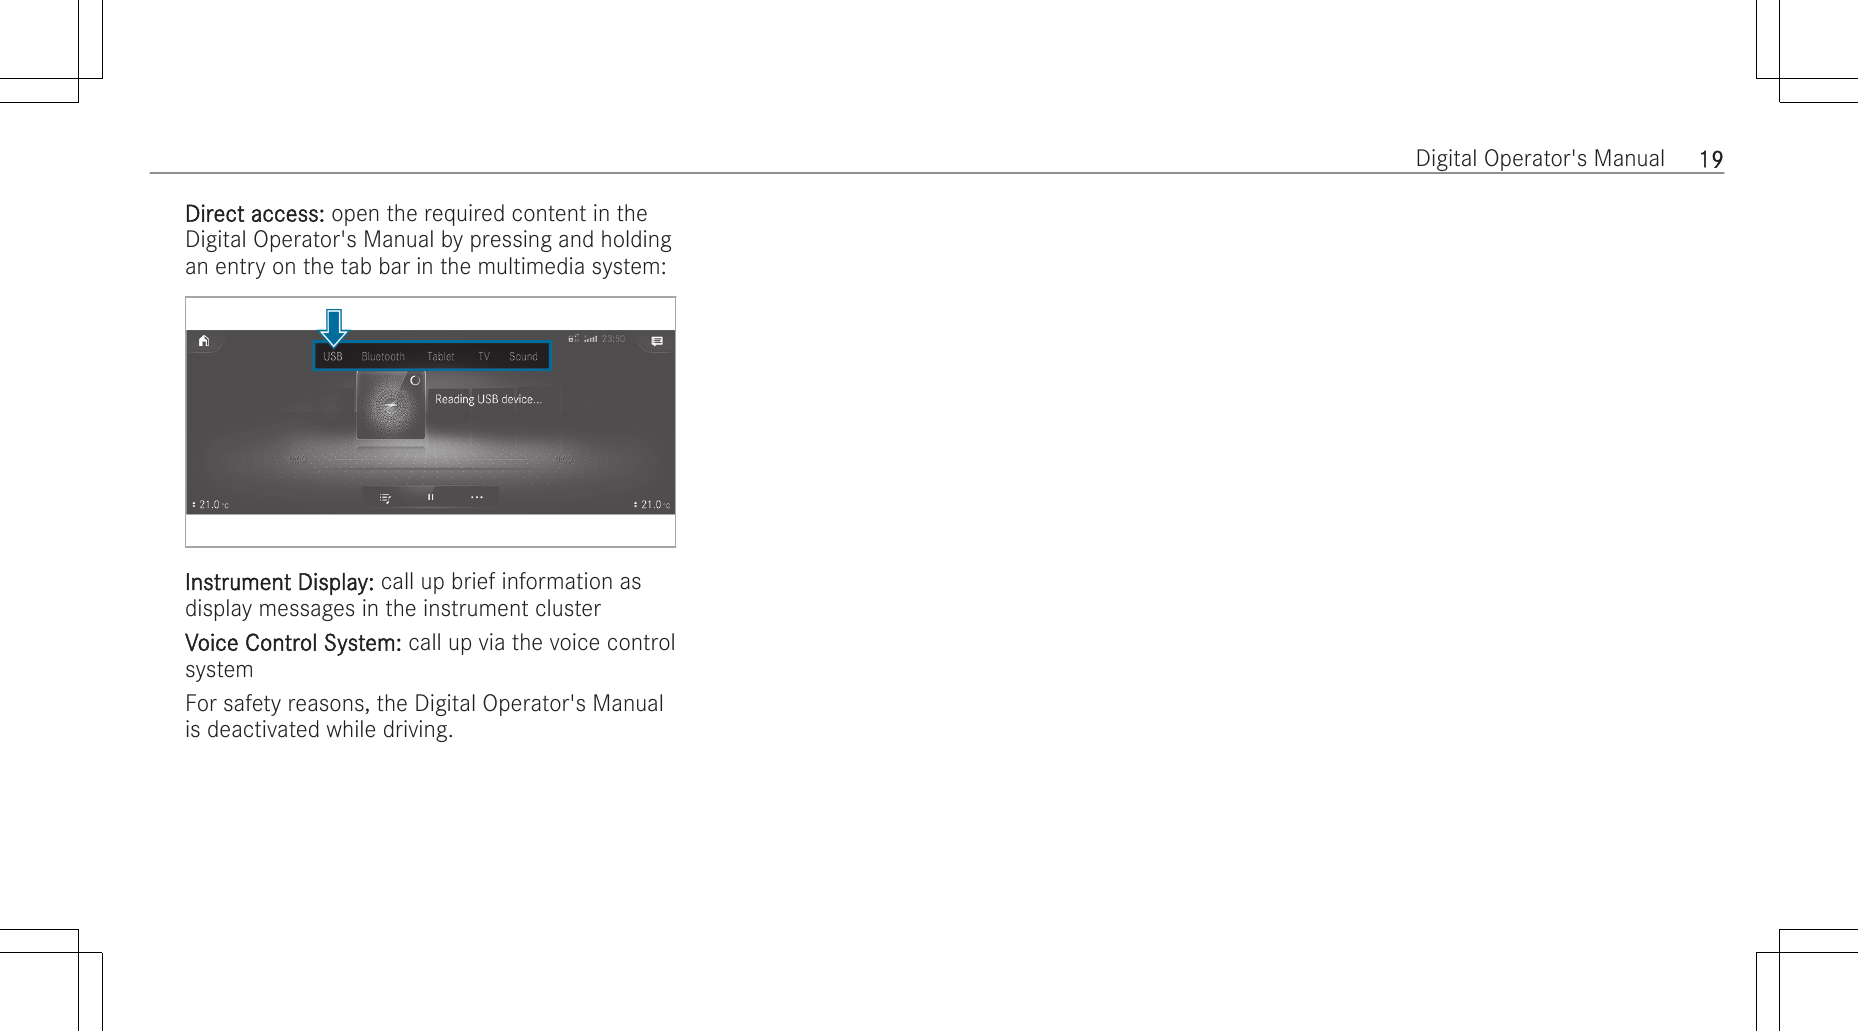 Digital Operator's Manual 19
Direct access: open the required content in the
Digital Operator's Manual by pressing and holding
an entry on the tab bar in the multimedia system:
23:50
USB Bluetooth Tablet TV Sound
Reading USB device...
21.0 °C 21.0 °C
Instrument Display: call up brief information as
display messages in the instrument cluster
Voice Control System: call up via the voice control
system
For safety reasons, the Digital Operator's Manual
is deactivated while driving.